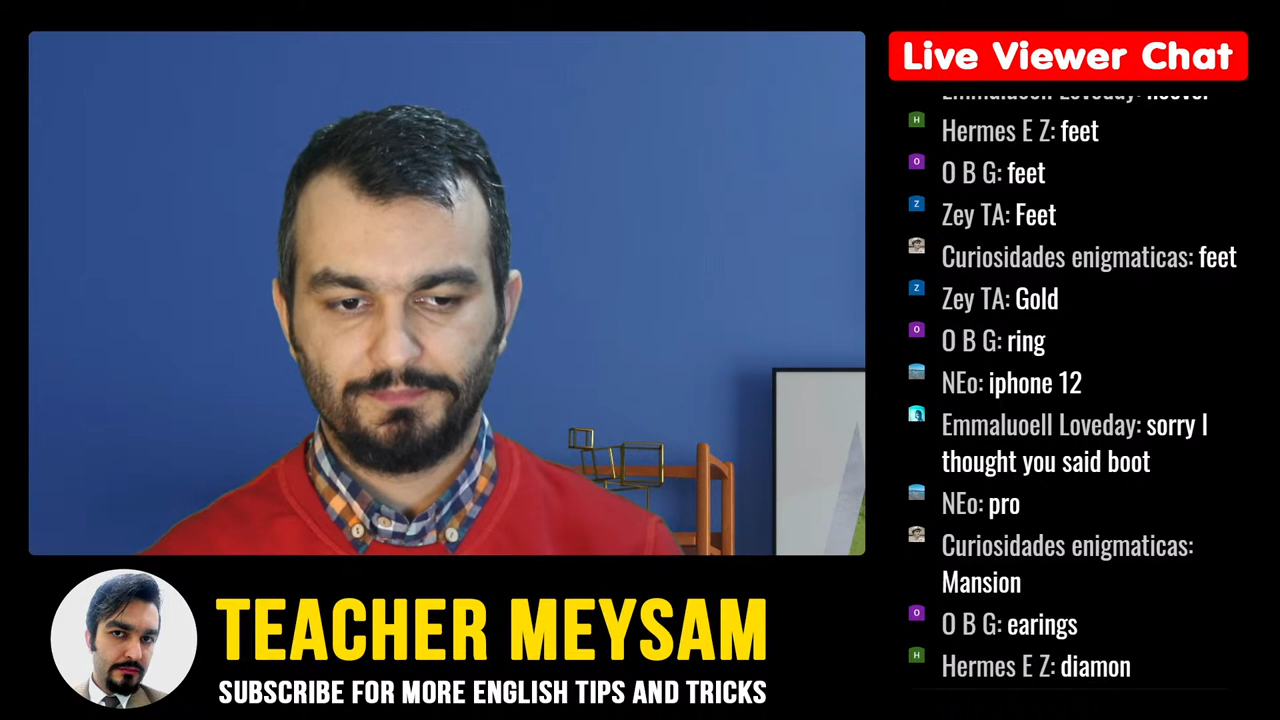 Live Viewer Chat
Hermes E Z: feet
O B G: feet
Zey TA: Feet
Curiosidades enigmaticas: feet
Zey TA: Gold
O B G: ring
NEo: iphone 12
Emmaluoell Loveday: sorry I
thought you said boot
NEo: pro
Curiosidades enigmaticas:
Mansion
O B G: earings
Hermes E Z: diamon
TEACHER MEYSAM
SUBSCRIBE FOR MORE ENGLISH TIPS AND TRICKS